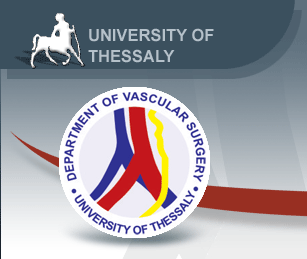 UNIVERSITY OF
THESSALY
DEPARTMENT OF VASCULAR SURGERY
• UNIVERSITY OF THESSALY •